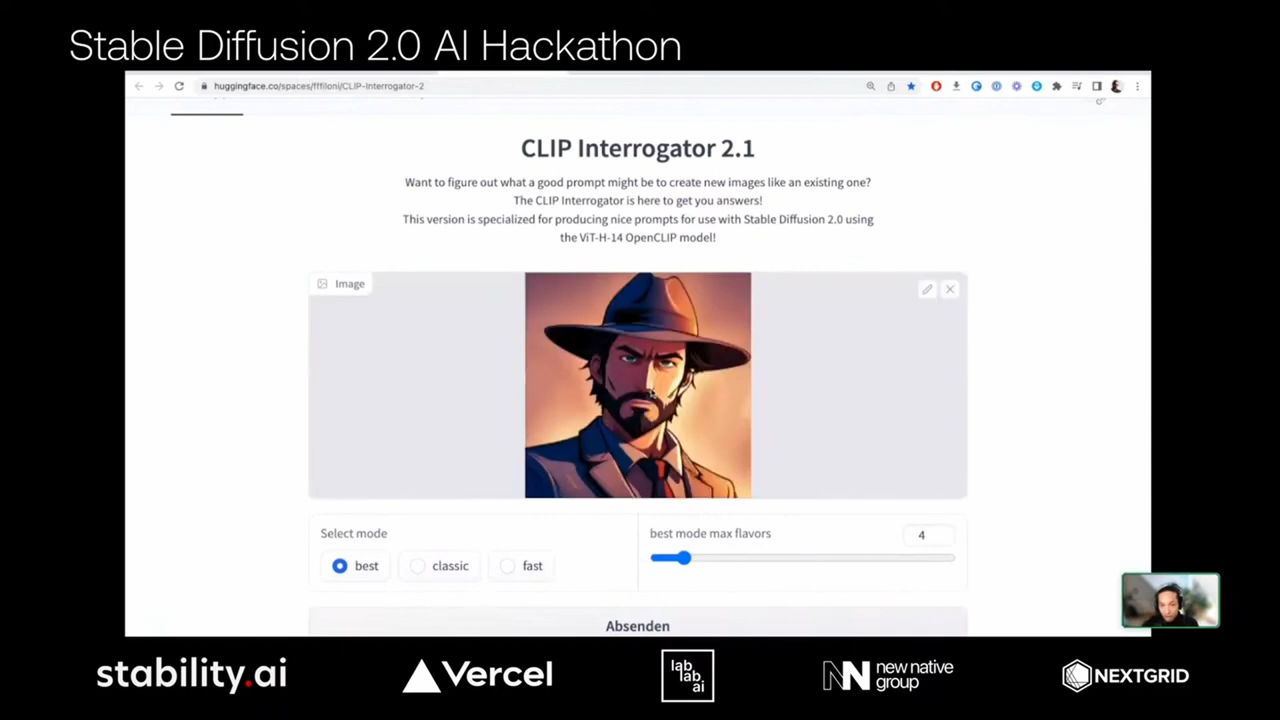 Stable Diffusion 2.0 AI Hackathon
huggingface.co/spaces/fffiloni/CLIP-Interrogator-2
CLIP Interrogator 2.1
Want to figure out what a good prompt might be to create new images like an existing one?
The CLIP Interrogator is here to get you answers!
This version is specialized for producing nice prompts for use with Stable Diffusion 2.0 using
the ViT-H-14 OpenCLIP model!
Image
Select mode
best mode max flavors
4
best
classic
fast
Absenden
stability.ai
Vercel
lab
lab
.ai
new native
group
NEXTGRID